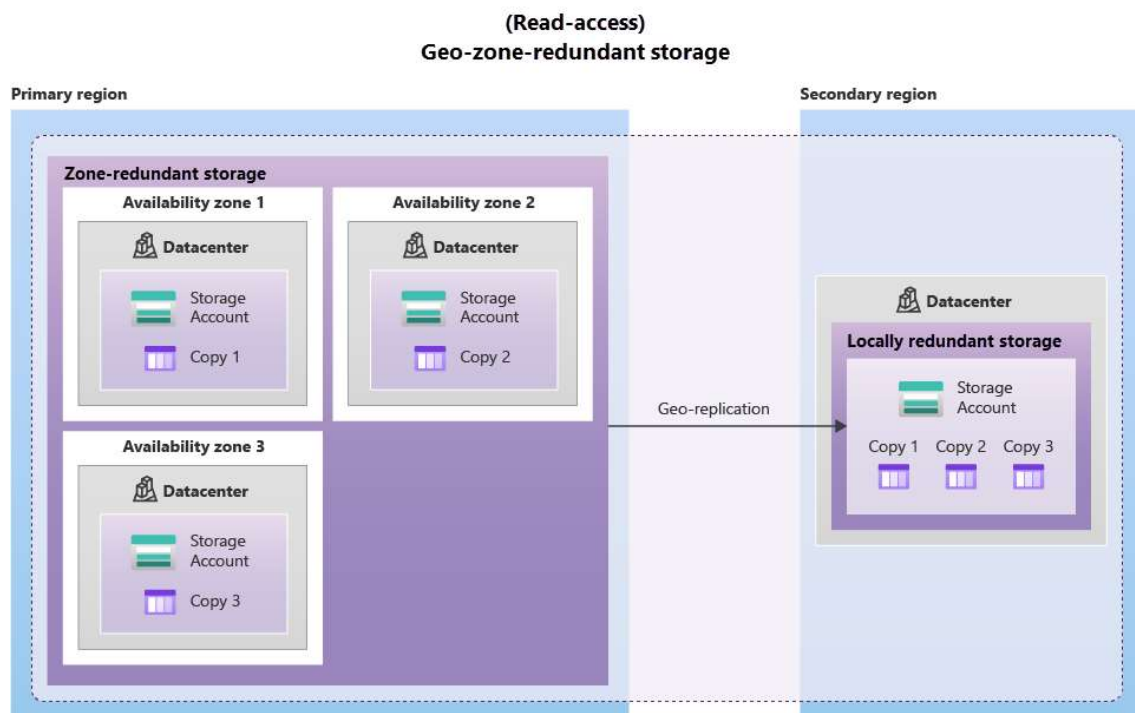 (Read-access)
Geo-zone-redundant storage
Primary region
Secondary region
Zone-redundant storage
Availability zone 1
Datacenter
Storage
Account
Copy 1
Availability zone 2
Datacenter
Storage
Account
Copy 2
Availability zone 3
Datacenter
Storage
Account
Copy 3
Geo-replication
Datacenter
Locally redundant storage
Storage
Account
Copy 1 Copy 2 Copy 3